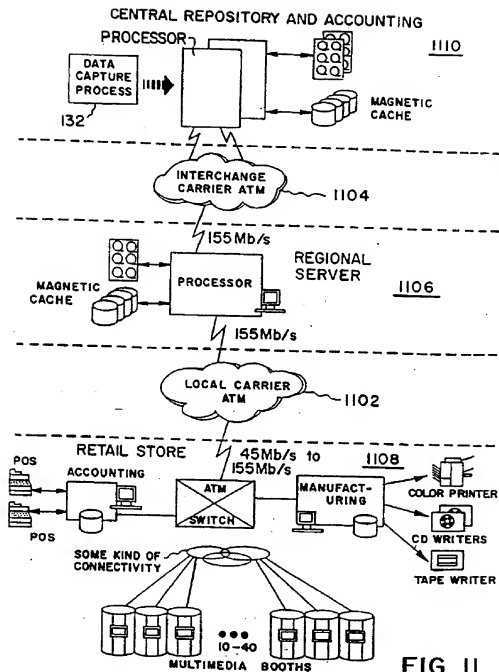 CENTRAL REPOSITORY AND ACCOUNTING
PROCESSOR
1110
DATA
CAPTURE
PROCESS
132
MAGNETIC
CACHE
INTERCHANGE
CARRIER ATM
1104
155Mb/s
REGIONAL
SERVER
1106
MAGNETIC
CACHE
PROCESSOR
155Mb/s
LOCAL CARRIER
ATM
1102
RETAIL STORE
45Mb/s to
155Mb/s
1108
POS
ACCOUNTING
ATM
SWITCH
MANUFACT-
URING
COLOR PRINTER
CD WRITERS
TAPE WRITER
POS
SOME KIND OF
CONNECTIVITY
10-40
MULTIMEDIA BOOTHS
FIG. 11